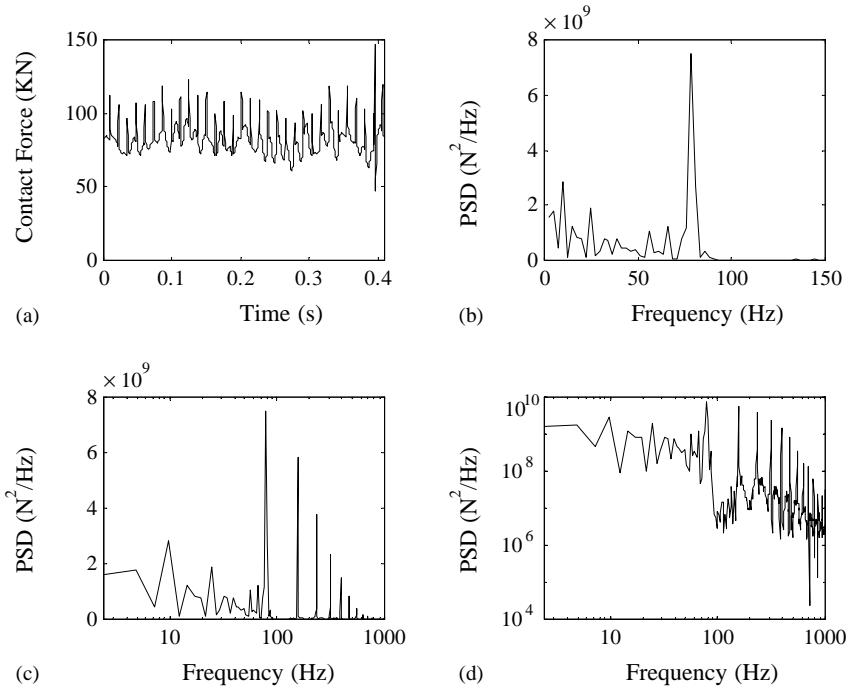 150
100
50
0
Contact Force (KN)
0 0.1 0.2 0.3 0.4
Time (s)
(a)
× 10^9
8
6
4
2
0
PSD (N^2/Hz)
0 50 100 150
Frequency (Hz)
(b)
× 10^9
8
6
4
2
0
PSD (N^2/Hz)
10 100 1000
Frequency (Hz)
(c)
10^10
10^8
10^6
10^4
PSD (N^2/Hz)
10 100 1000
Frequency (Hz)
(d)